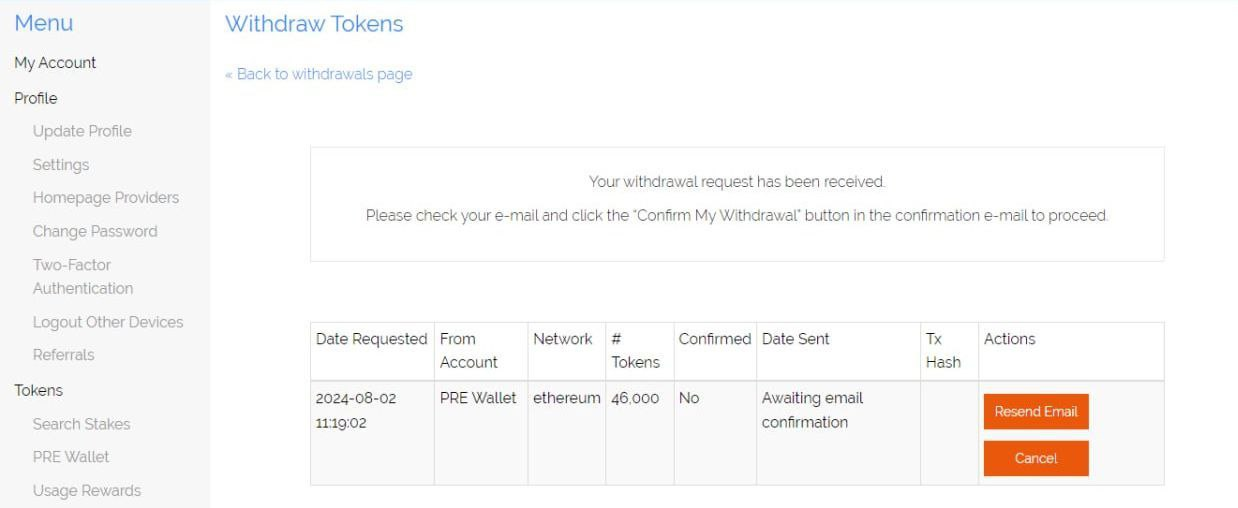 Menu
My Account
Profile
Update Profile
Settings
Homepage Providers
Change Password
Two-Factor
Authentication
Logout Other Devices
Referrals
Tokens
Search Stakes
PRE Wallet
Usage Rewards
Withdraw Tokens
« Back to withdrawals page
Your withdrawal request has been received.
Please check your e-mail and click the “Confirm My Withdrawal” button in the confirmation e-mail to proceed.
Date Requested From Account Network # Tokens Confirmed Date Sent Tx Hash Actions
2024-08-02 11:19:02 PRE Wallet ethereum 46,000 No Awaiting email confirmation
Resend Email
Cancel